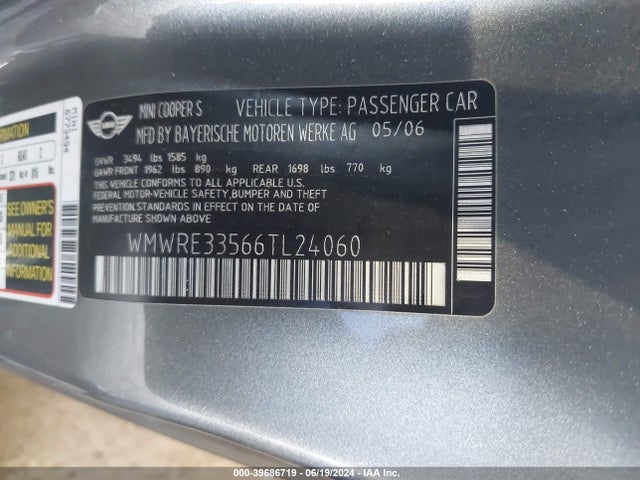 MINI COOPER S VEHICLE TYPE: PASSENGER CAR
MFD BY BAYERISCHE MOTOREN WERKE AG 05/06
GVWR 3494 lbs 1585 kg
GAWR FRONT 1962 lbs 890 kg REAR 1698 lbs 770 kg
THIS VEHICLE CONFORMS TO ALL APPLICABLE U.S.
FEDERAL MOTOR-VEHICLE SAFETY,BUMPER AND THEFT
PREVENTION.STANDARDS IN EFFECT ON THE DATE OF
MANUFACTURE SHOWN ABOVE.
WMWRE33566TL24060
MINI
6773494
SEE OWNER'S
MANUAL FOR
ADDITIONAL
INFORMATION
000-39686719 - 06/19/2024 - IAA Inc.